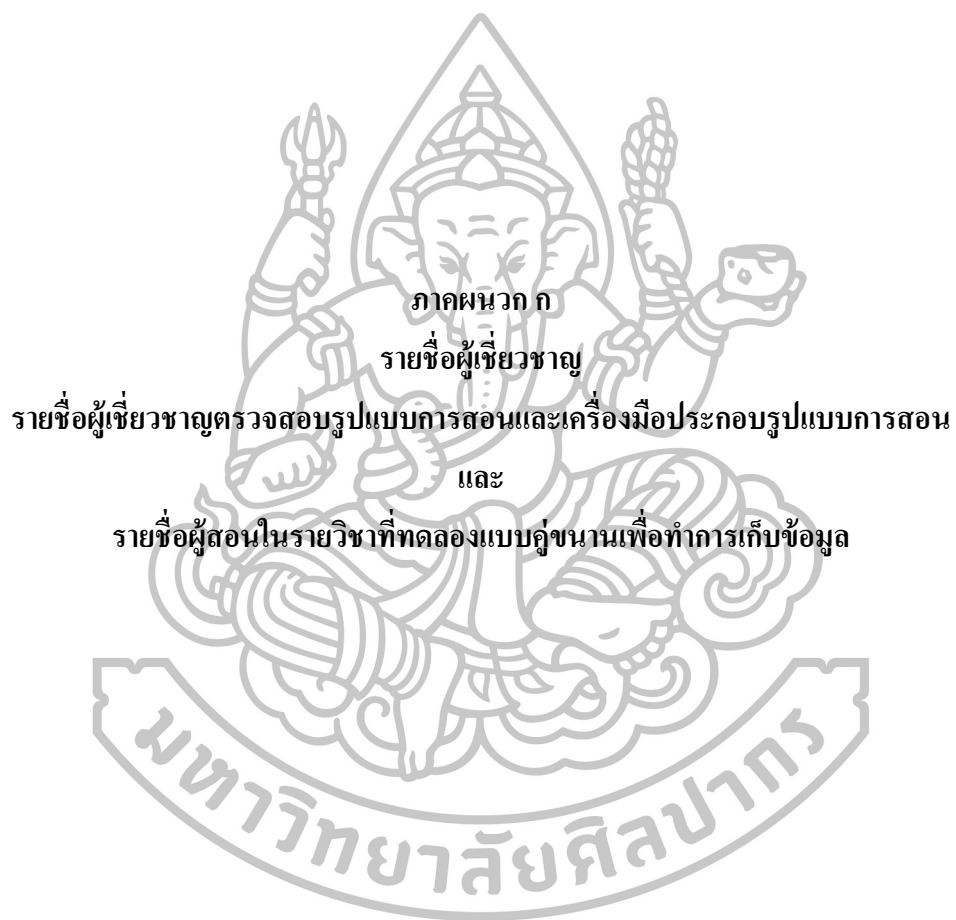 ภาคผนวก ก
รายชื่อผู้เชี่ยวชาญ
รายชื่อผู้เชี่ยวชาญตรวจสอบรูปแบบการสอนและเครื่องมือประกอบรูปแบบการสอน
และ
รายชื่อผู้สอนในรายวิชาที่ทดลองแบบคู่ขนานเพื่อทำการเก็บข้อมูล
มหาวิทยาลัยศิลปากร